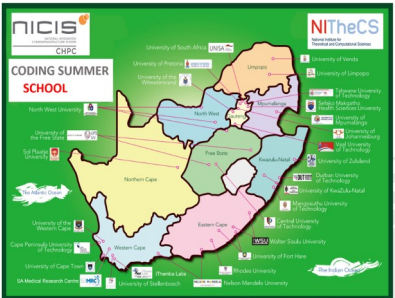 NICIS
CHPC
NITheCS
National Institute for
Theoretical and Computational Sciences
CODING SUMMER
SCHOOL
University of South Africa
UNISA
University of Pretoria
University of the
Witwatersrand
North West University
University of
the Free State
Sol Plaatje
University
The Atlantic Ocean
University of the
Western Cape
Cape Peninsula University
of Technology
University of Cape Town
SA Medical Research Centre
University of Stellenbosch
iThemba Labs
Nelson Mandela University
Rhodes University
University of Fort Hare
WSU
Walter Sisulu University
Central University
of Technology
Mangosuthu University
of Technology
University of KwaZulu-Natal
Durban University
of Technology
University of Zululand
Vaal University
of Technology
University of
Johannesburg
University of
Mpumalanga
Sefako Makgatho
Health Sciences University
Tshwane University
of Technology
University of Limpopo
University of Venda
The Indian Ocean
Limpopo
Mpumalanga
North West
Free State
KwaZulu-Natal
Northern Cape
Eastern Cape
Western Cape